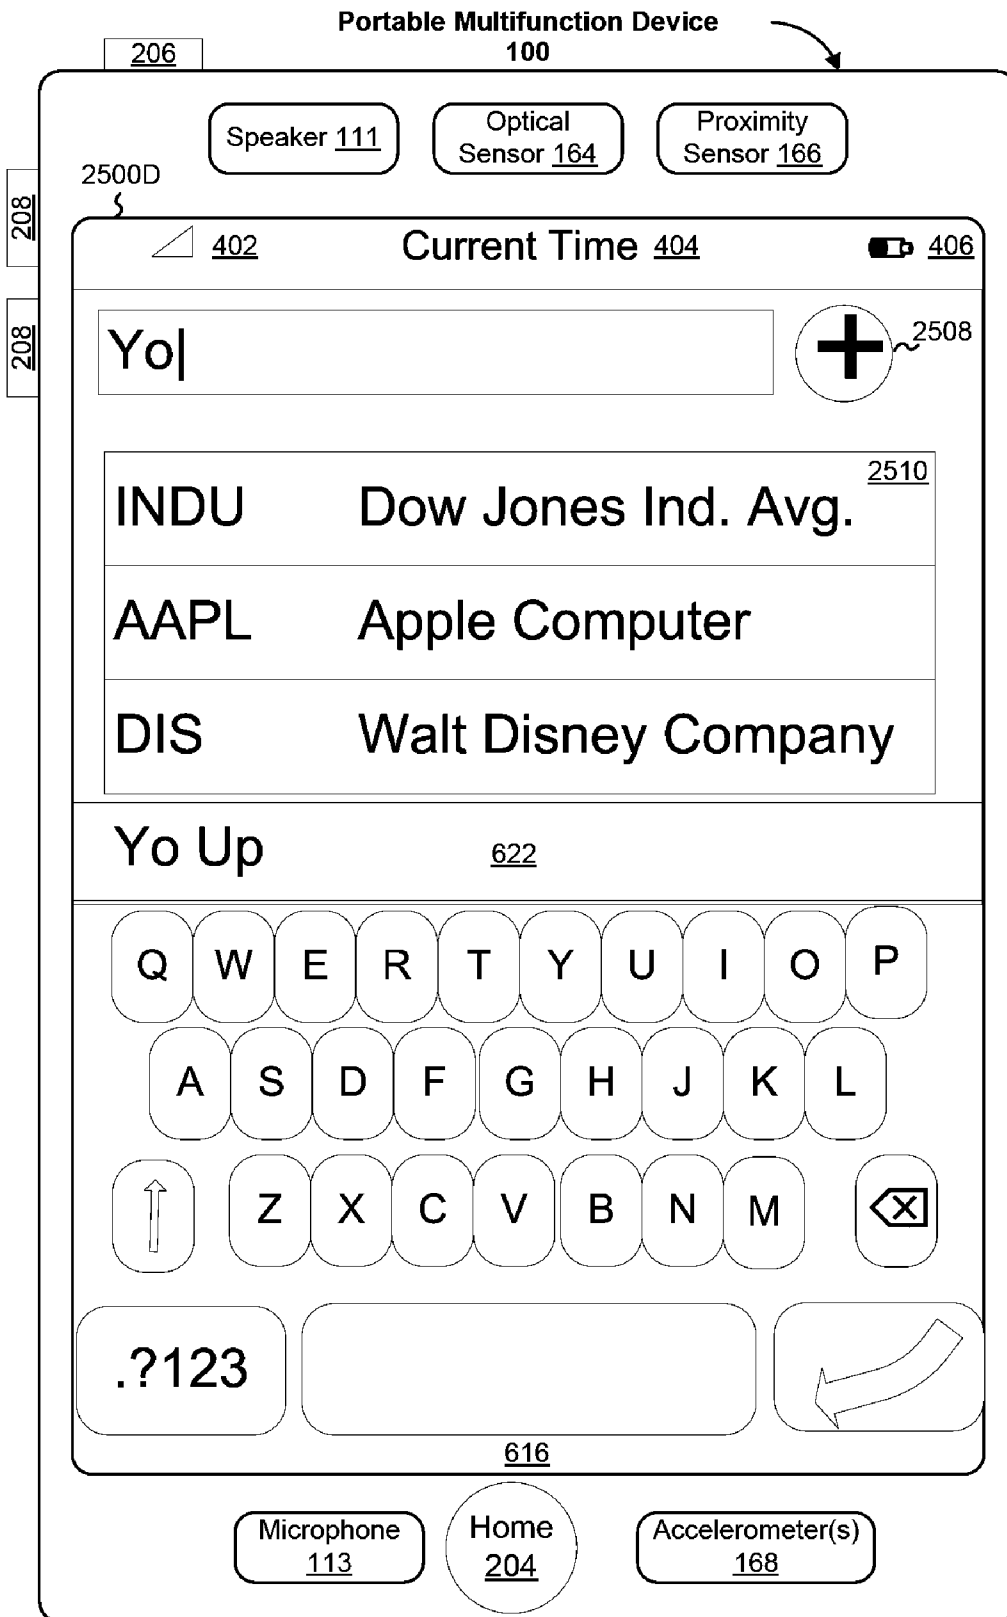 Portable Multifunction Device
100
206
Speaker 111
Optical
Sensor 164
Proximity
Sensor 166
2500D
208
208
402
Current Time 404
406
Yo
2508
2510
INDU Dow Jones Ind. Avg.
AAPL Apple Computer
DIS Walt Disney Company
Yo Up 622
Q W E R T Y U I O P
A S D F G H J K L
Z X C V B N M
.?123
616
Microphone
113
Home
204
Accelerometer(s)
168